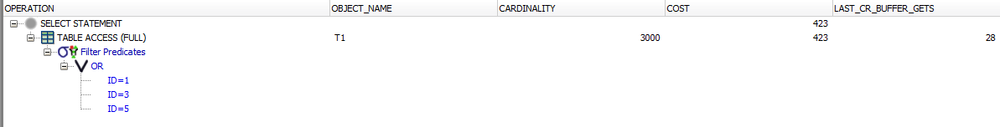 OPERATION OBJECT_NAME CARDINALITY COST LAST_CR_BUFFER_GETS
SELECT STATEMENT 423
TABLE ACCESS (FULL) T1 3000 423 28
Filter Predicates
OR
ID=1
ID=3
ID=5